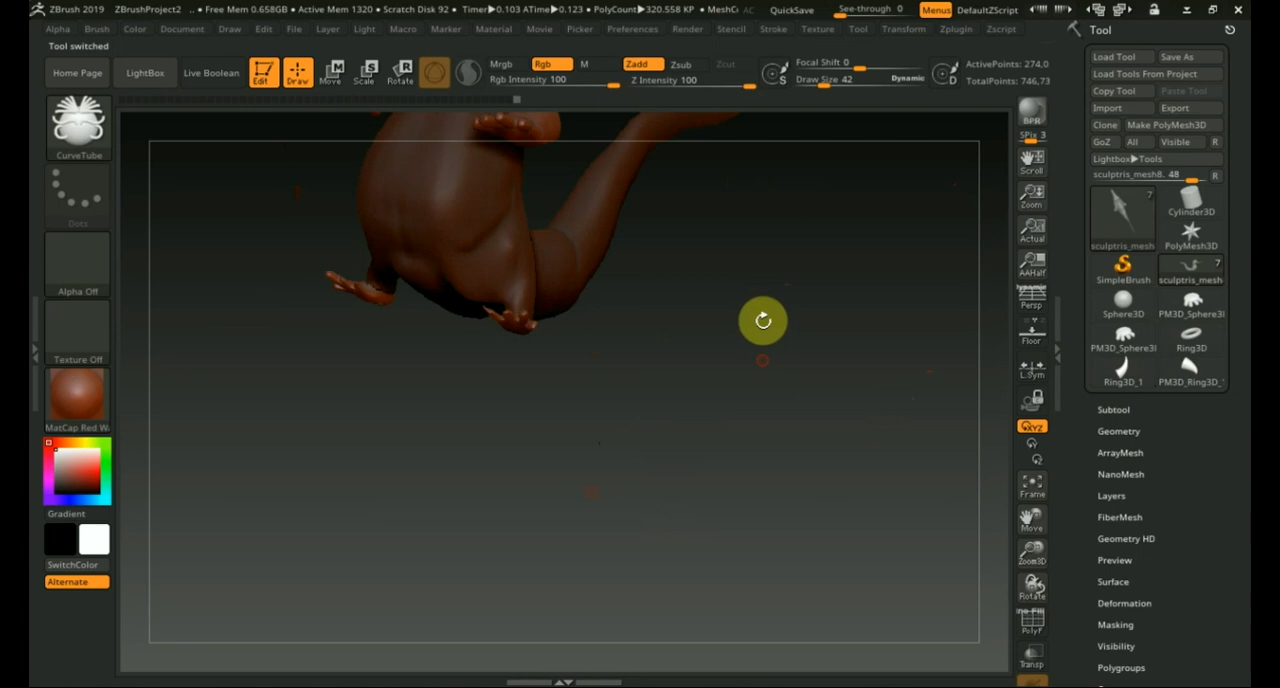 ZBrush 2019 ZBrushProject2 .. • Free Mem 0.658GB • Active Mem 1320 • Scratch Disk 92 • Timer▶0.103 ATime▶0.123 • PolyCount▶320.558 KP • MeshC AC QuickSave See-through 0 Menus DefaultZScript
Alpha Brush Color Document Draw Edit File Layer Light Macro Marker Material Movie Picker Preferences Render Stencil Stroke Texture Tool Transform Zplugin Zscript
Tool switched
Home Page LightBox Live Boolean Edit Draw Move Scale Rotate
Mrgb Rgb M Zadd Zsub Zcut
Rgb Intensity 100 Z Intensity 100
S Focal Shift 0
Draw Size 42 Dynamic D
ActivePoints: 274,0
TotalPoints: 746,73
CurveTube
Dots
Alpha Off
Texture Off
MatCap Red W
Gradient
SwitchColor
Alternate
BPR
SPix 3
Scroll
Zoom
Actual
AAHalf
Dynamic
Persp
Floor
L.Sym
XYZ
Frame
Move
Zoom3D
Rotate
PolyF
Transp
Tool
Load Tool Save As
Load Tools From Project
Copy Tool Paste Tool
Import Export
Clone Make PolyMesh3D
GoZ All Visible R
Lightbox▶Tools
sculptris_mesh8. 48 R
7
sculptris_mesh
Cylinder3D
PolyMesh3D
SimpleBrush
7
sculptris_mesh
Sphere3D PM3D_Sphere3
PM3D_Sphere3 Ring3D
Ring3D_1 PM3D_Ring3D_
Subtool
Geometry
ArrayMesh
NanoMesh
Layers
FiberMesh
Geometry HD
Preview
Surface
Deformation
Masking
Visibility
Polygroups